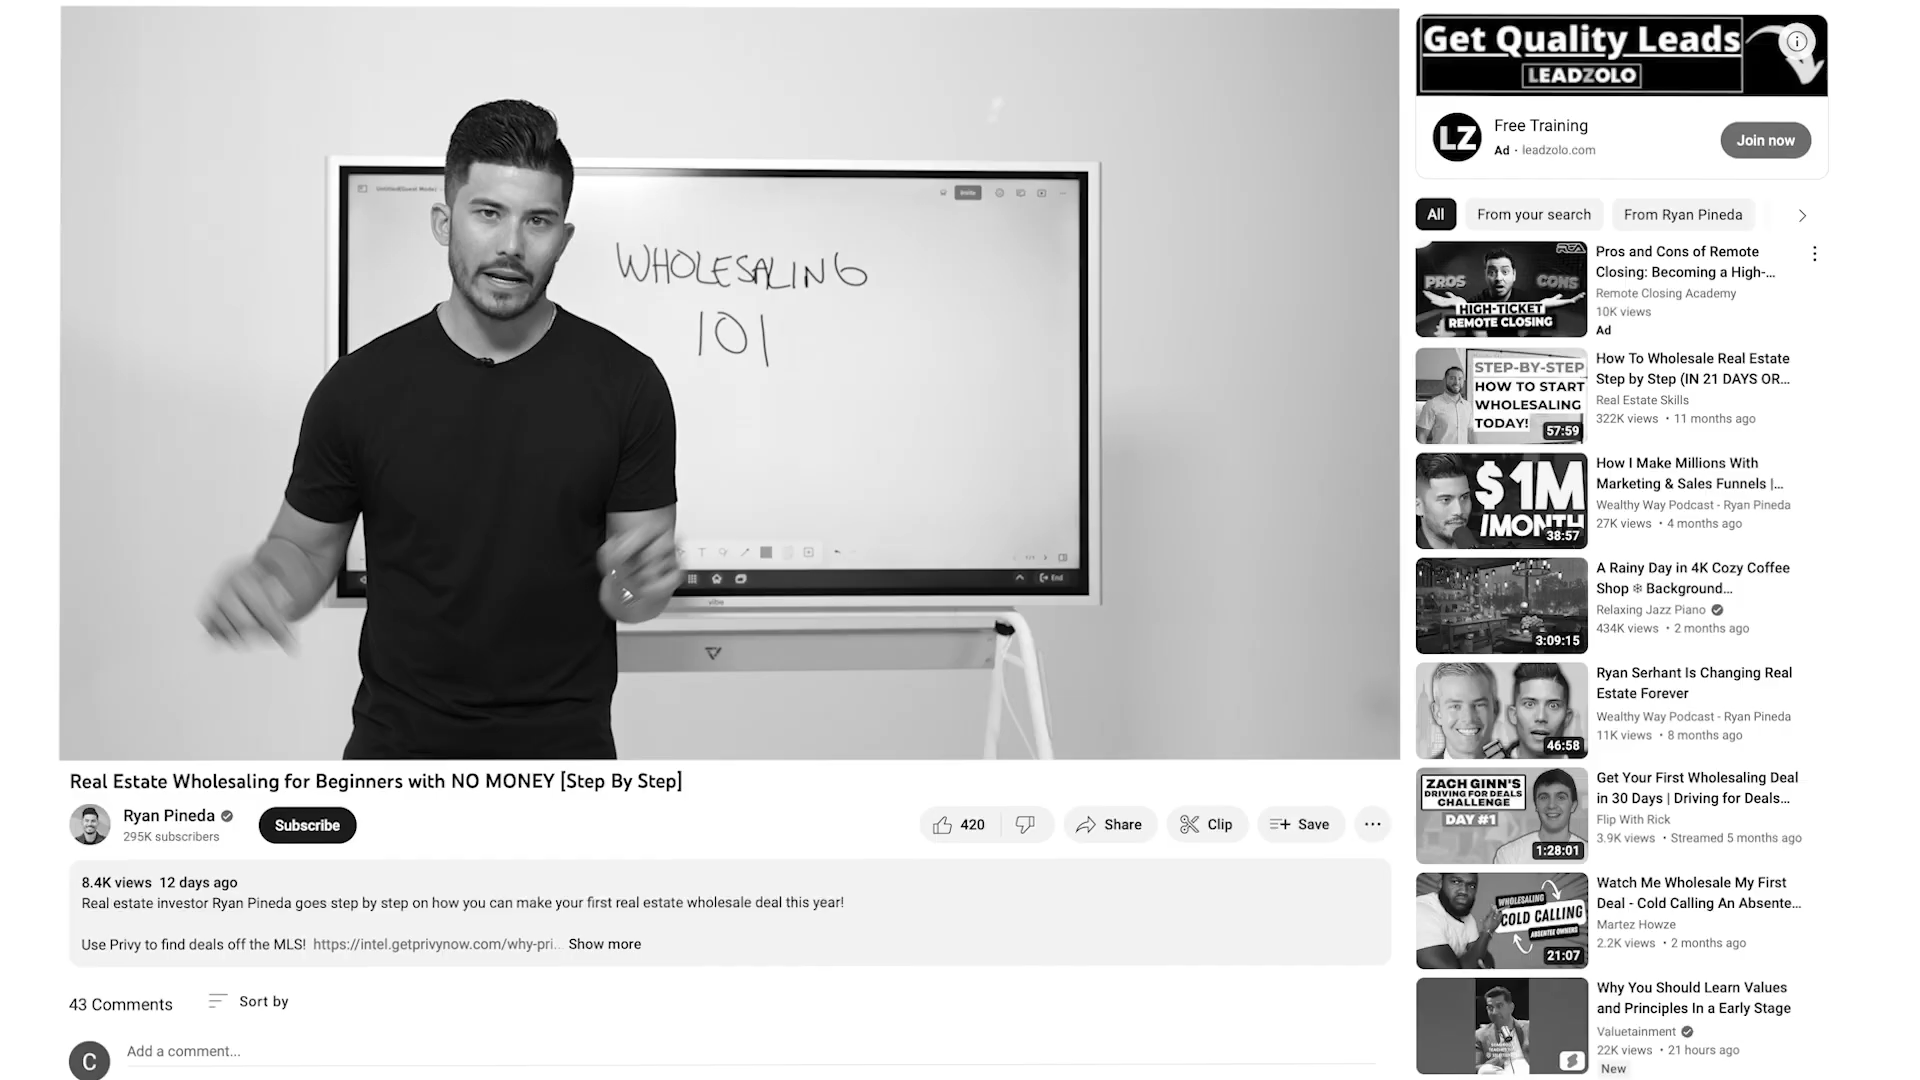 Untitled(Guest Mode)
Invite
WHOLESALING
101
End
vibe
Real Estate Wholesaling for Beginners with NO MONEY [Step By Step]
Ryan Pineda
295K subscribers
Subscribe
420
Share
Clip
Save
8.4K views 12 days ago
Real estate investor Ryan Pineda goes step by step on how you can make your first real estate wholesale deal this year!
Use Privy to find deals off the MLS! https://intel.getprivynow.com/why-pri... Show more
43 Comments
Sort by
C
Add a comment...
Get Quality Leads
LEADZOLO
LZ
Free Training
Ad · leadzolo.com
Join now
All
From your search
From Ryan Pineda
REA
PROS
CONS
HIGH-TICKET
REMOTE CLOSING
Pros and Cons of Remote
Closing: Becoming a High-...
Remote Closing Academy
10K views
Ad
STEP-BY-STEP
HOW TO START
WHOLESALING
TODAY!
57:59
How To Wholesale Real Estate
Step by Step (IN 21 DAYS OR...
Real Estate Skills
322K views • 11 months ago
$1M
/MONTH
38:57
How I Make Millions With
Marketing & Sales Funnels |...
Wealthy Way Podcast - Ryan Pineda
27K views • 4 months ago
3:09:15
A Rainy Day in 4K Cozy Coffee
Shop ❄ Background...
Relaxing Jazz Piano
434K views • 2 months ago
46:58
Ryan Serhant Is Changing Real
Estate Forever
Wealthy Way Podcast - Ryan Pineda
11K views • 8 months ago
ZACH GINN'S
DRIVING FOR DEALS
CHALLENGE
DAY #1
1:28:01
Get Your First Wholesaling Deal
in 30 Days | Driving for Deals...
Flip With Rick
3.9K views • Streamed 5 months ago
WHOLESALING
COLD CALLING
ABSENTEE OWNERS
21:07
Watch Me Wholesale My First
Deal - Cold Calling An Absente...
Martez Howze
2.2K views • 2 months ago
Why You Should Learn Values
and Principles In a Early Stage
Valuetainment
22K views • 21 hours ago
New